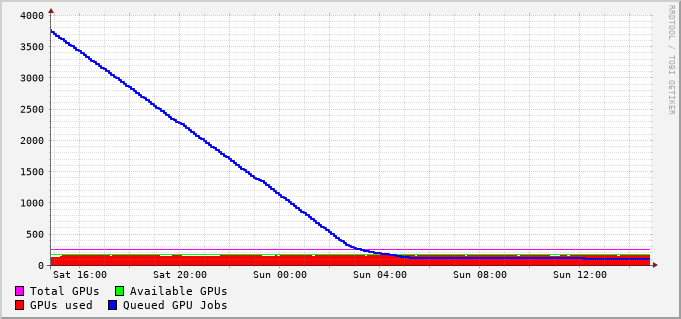 4000
3500
3000
2500
2000
1500
1000
500
0
Sat 16:00 Sat 20:00 Sun 00:00 Sun 04:00 Sun 08:00 Sun 12:00
Total GPUs Available GPUs
GPUs used Queued GPU Jobs
RRDTOOL / TOBI OETIKER